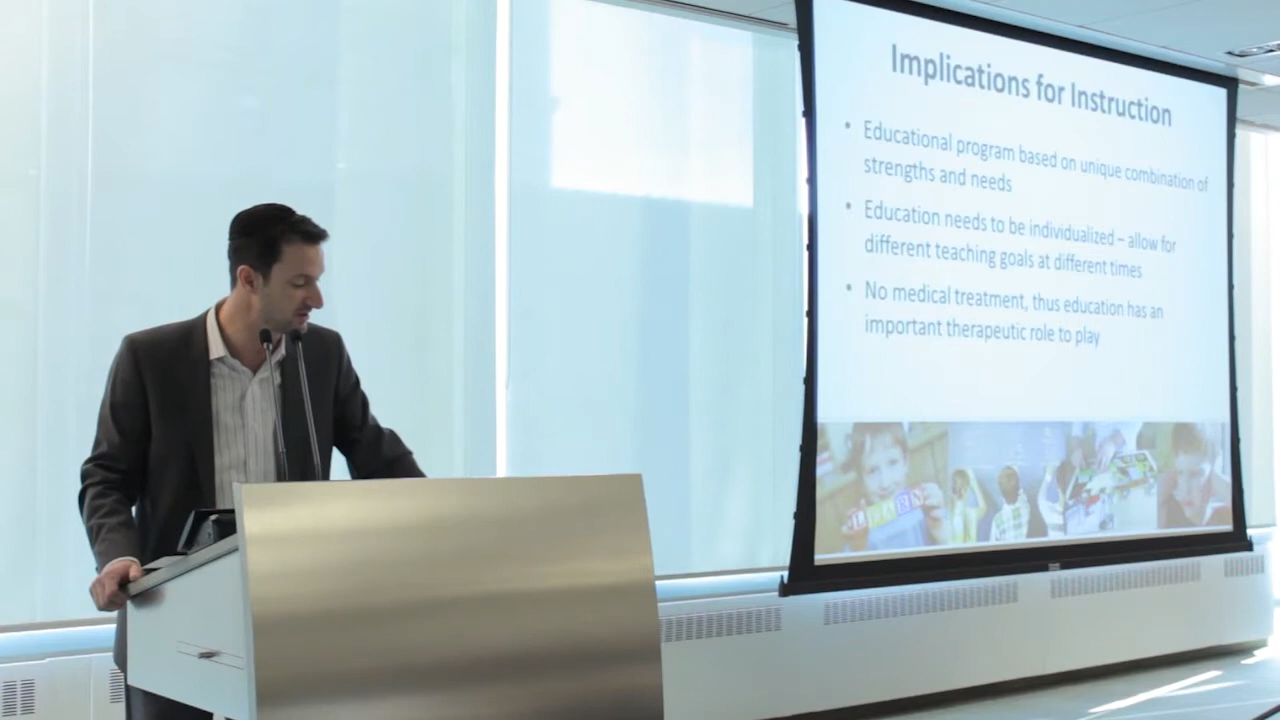 Implications for Instruction
• Educational program based on unique combination of
strengths and needs
• Education needs to be individualized – allow for
different teaching goals at different times
• No medical treatment, thus education has an
important therapeutic role to play
LEARN